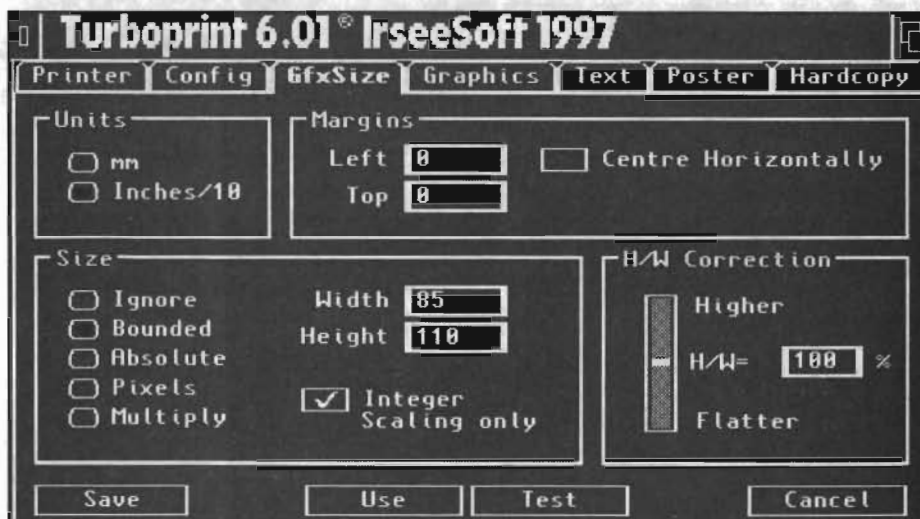 Turboprint 6.01 © IrseeSoft 1997
Printer Config GfxSize Graphics Text Poster Hardcopy
Units
mm
Inches/10
Margins
Left 0
Top 0
Centre Horizontally
Size
Ignore
Bounded
Absolute
Pixels
Multiply
Width 85
Height 110
Integer
Scaling only
H/W Correction
Higher
H/W= 100 %
Flatter
Save Use Test Cancel